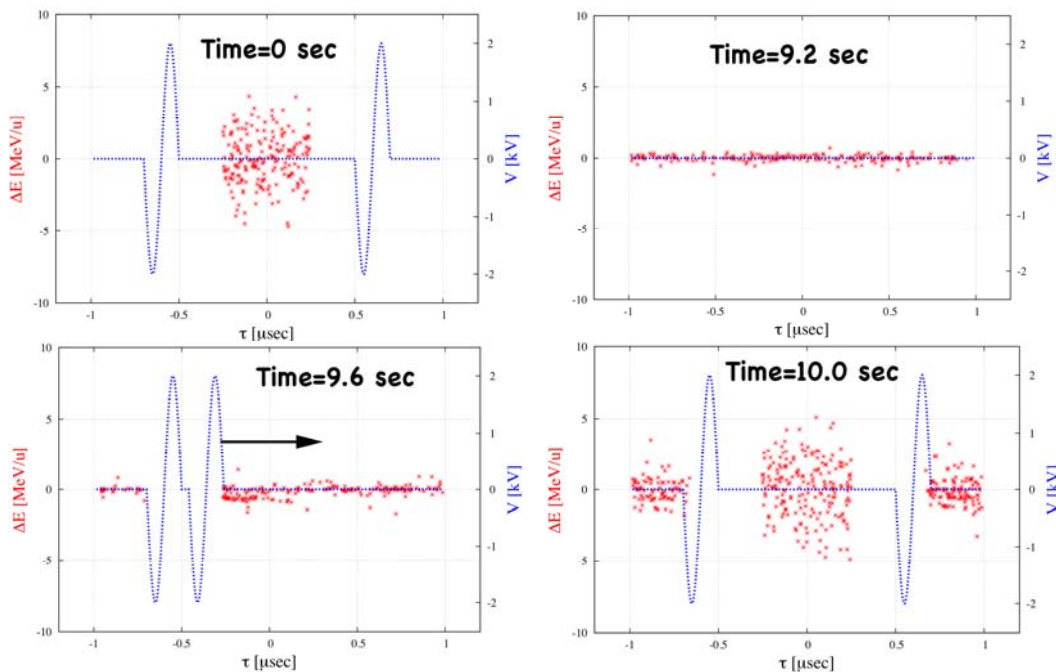 Time=0 sec
10
5
0
-5
-10
ΔE [MeV/u]
2
1
0
-1
-2
V [kV]
-1 -0.5 0 0.5 1
τ [μsec]
Time=9.2 sec
10
5
0
-5
-10
ΔE [MeV/u]
2
1
0
-1
-2
V [kV]
-1 -0.5 0 0.5 1
τ [μsec]
Time=9.6 sec
10
5
0
-5
-10
ΔE [MeV/u]
2
1
0
-1
-2
V [kV]
-1 -0.5 0 0.5 1
τ [μsec]
Time=10.0 sec
10
5
0
-5
-10
ΔE [MeV/u]
2
1
0
-1
-2
V [kV]
-1 -0.5 0 0.5 1
τ [μsec]